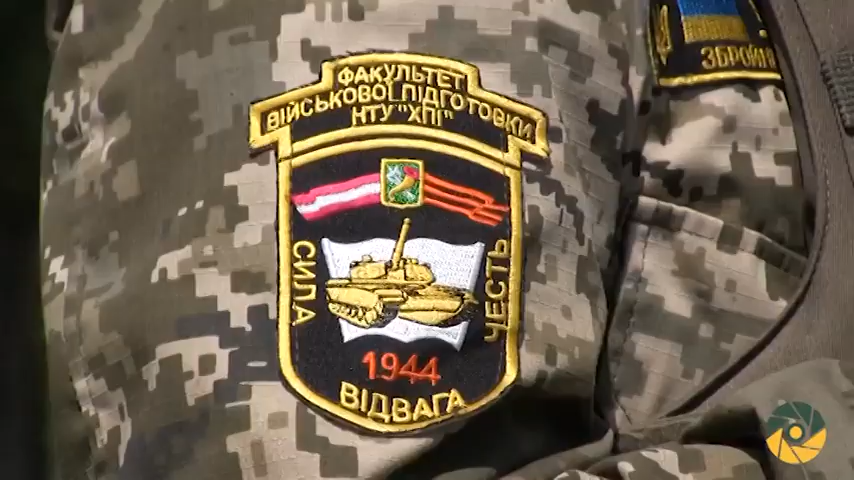 ФАКУЛЬТЕТ
ВІЙСЬКОВОЇ ПІДГОТОВКИ
НТУ "ХПІ"
СИЛА
ЧЕСТЬ
1944
ВІДВАГА
ЗБРОЙН